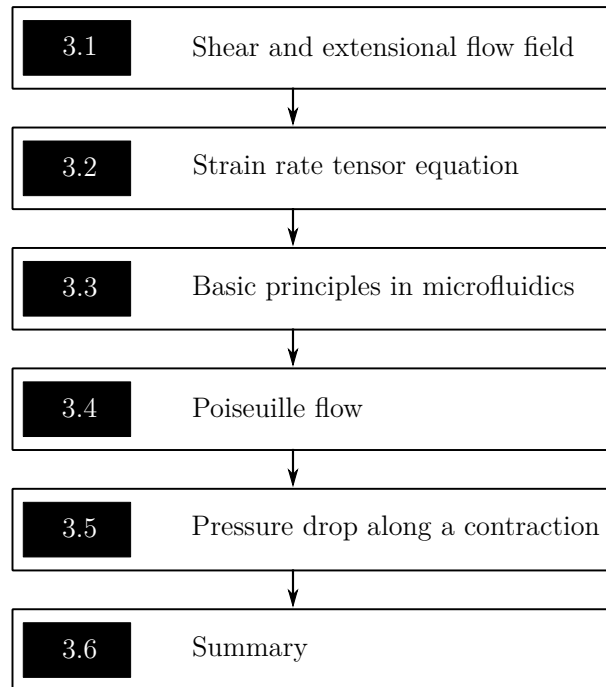 3.1 Shear and extensional flow field
3.2 Strain rate tensor equation
3.3 Basic principles in microfluidics
3.4 Poiseuille flow
3.5 Pressure drop along a contraction
3.6 Summary